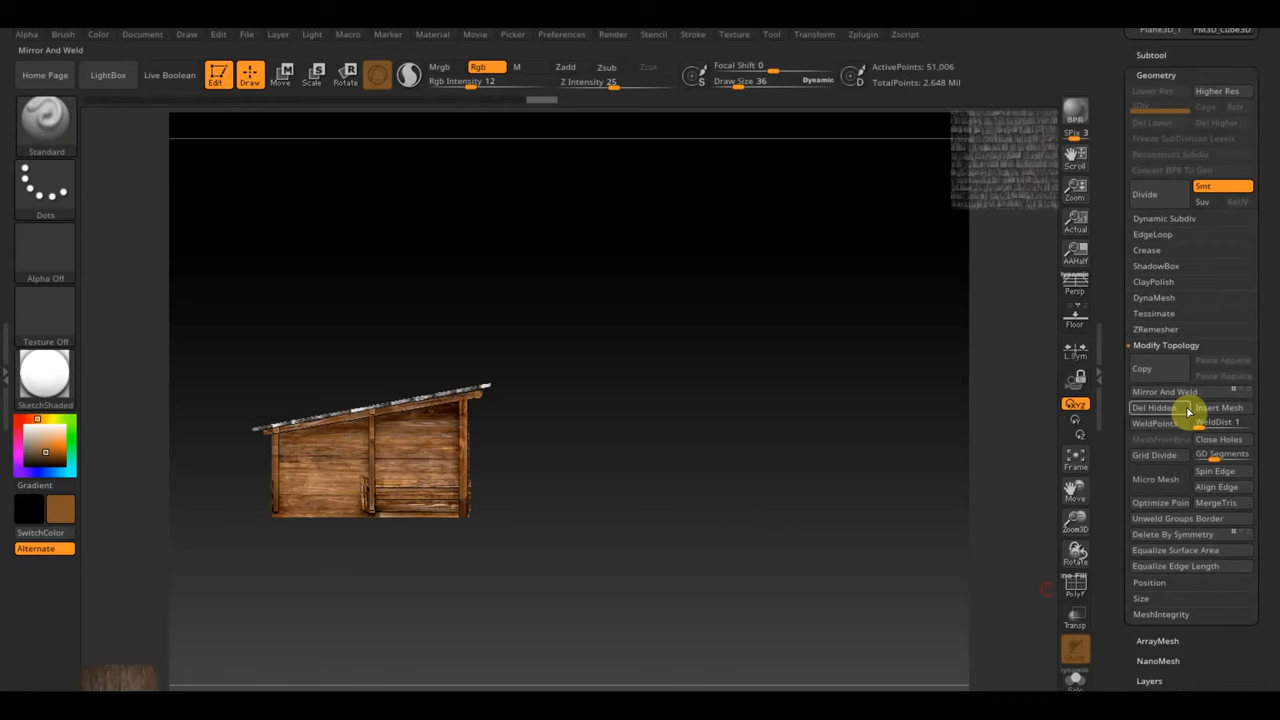 Plane3D_1 PM3D_Cube3D
Alpha Brush Color Document Draw Edit File Layer Light Macro Marker Material Movie Picker Preferences Render Stencil Stroke Texture Tool Transform Zplugin Zscript
Mirror And Weld
Home Page LightBox Live Boolean Edit Draw Move Scale Rotate
Mrgb Rgb M Zadd Zsub
Rgb Intensity 12 Z Intensity 25
Focal Shift 0
Draw Size 36 Dynamic
ActivePoints: 51,006
TotalPoints: 2.648 Mil
Standard
Dots
Alpha Off
Texture Off
SketchShaded
Gradient
SwitchColor
Alternate
BPR
SPix 3
Scroll
Zoom
Actual
AAHalf
Persp
Floor
L.Sym
XYZ
Y
Z
Frame
Move
Zoom3D
Rotate
PolyF
Transp
Solo
Subtool
Geometry
Lower Res Higher Res
SDiv Cage Rstr
Del Lower Del Higher
Freeze SubDivision Levels
Reconstruct Subdiv
Convert BPR To Geo
Divide Smt
Suv ReUV
Dynamic Subdiv
EdgeLoop
Crease
ShadowBox
ClayPolish
DynaMesh
Tessimate
ZRemesher
Modify Topology
Copy Paste Append
Paste Replace
Mirror And Weld
Del Hidden Insert Mesh
WeldPoints WeldDist 1
MeshFromBru Close Holes
Grid Divide GD Segments
Micro Mesh Spin Edge
Align Edge
Optimize Poin MergeTris
Unweld Groups Border
Delete By Symmetry
Equalize Surface Area
Equalize Edge Length
Position
Size
MeshIntegrity
ArrayMesh
NanoMesh
Layers